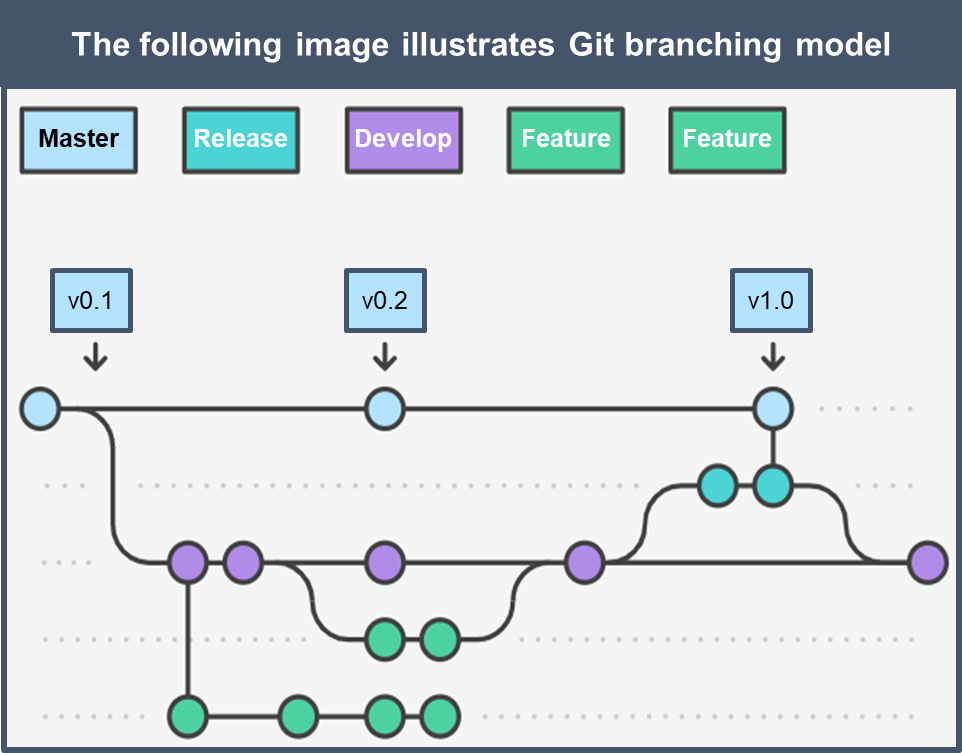 The following image illustrates Git branching model
Master Release Develop Feature Feature
v0.1 v0.2 v1.0